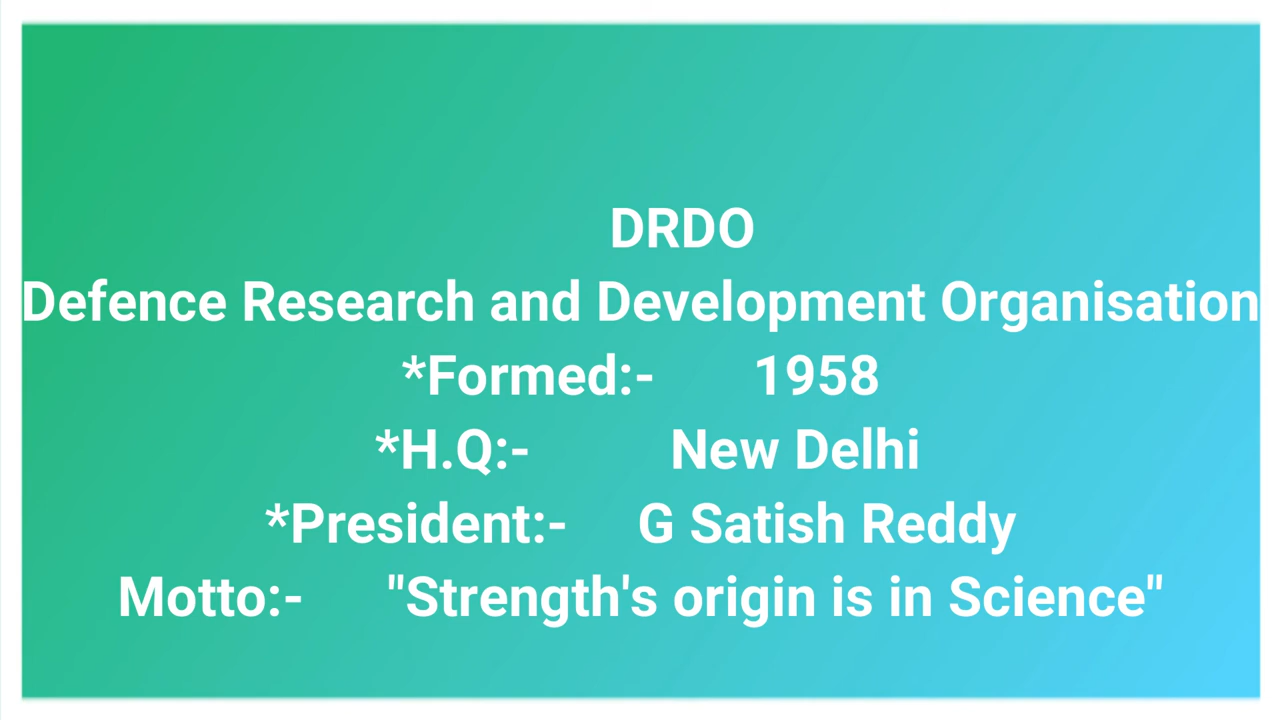 DRDO
Defence Research and Development Organisation
*Formed:- 1958
*H.Q:- New Delhi
*President:- G Satish Reddy
Motto:- "Strength's origin is in Science"